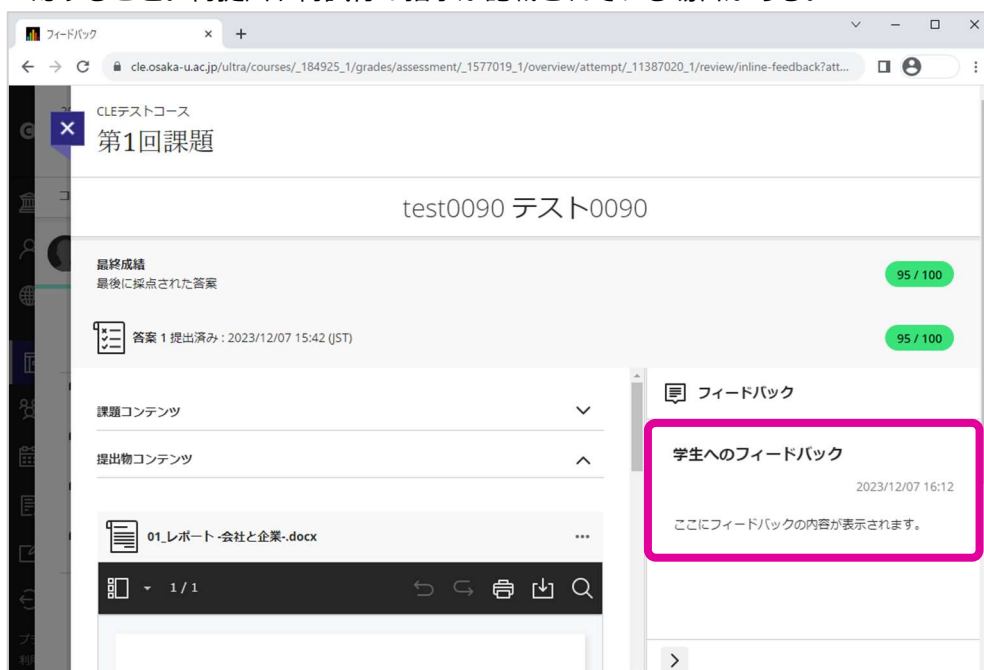 フィードバック
cle.osaka-u.ac.jp/ultra/courses/_184925_1/grades/assessment/_1577019_1/overview/attempt/_11387020_1/review/inline-feedback?att...
CLEテストコース
第1回課題
test0090 テスト0090
最終成績
最後に採点された答案
95 / 100
答案 1 提出済み : 2023/12/07 15:42 (JST)
95 / 100
課題コンテンツ
提出物コンテンツ
01_レポート -会社と企業-.docx
1 / 1
フィードバック
学生へのフィードバック
2023/12/07 16:12
ここにフィードバックの内容が表示されます。